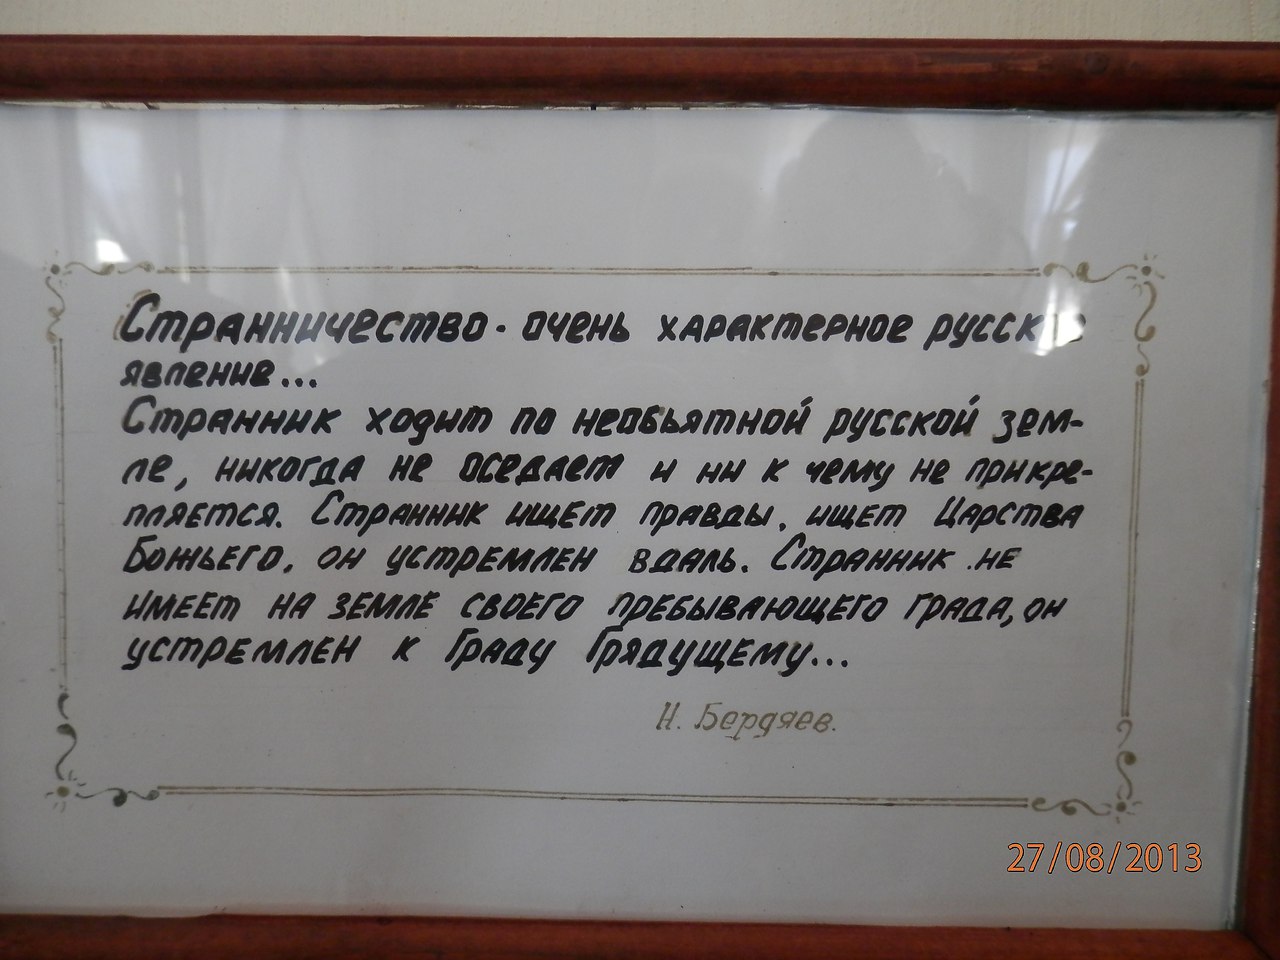 Странничество - очень характерное русское
явление...
Странник ходит по необьятной русской зем-
ле, никогда не оседает и ни к чему не прикре-
пляется. Странник ищет правды, ищет Царства
Божьего, он устремлен вдаль. Странник не
имеет на земле своего пребывающего града, он
устремлен к Граду Грядущему...
Н. Бердяев.
27/08/2013